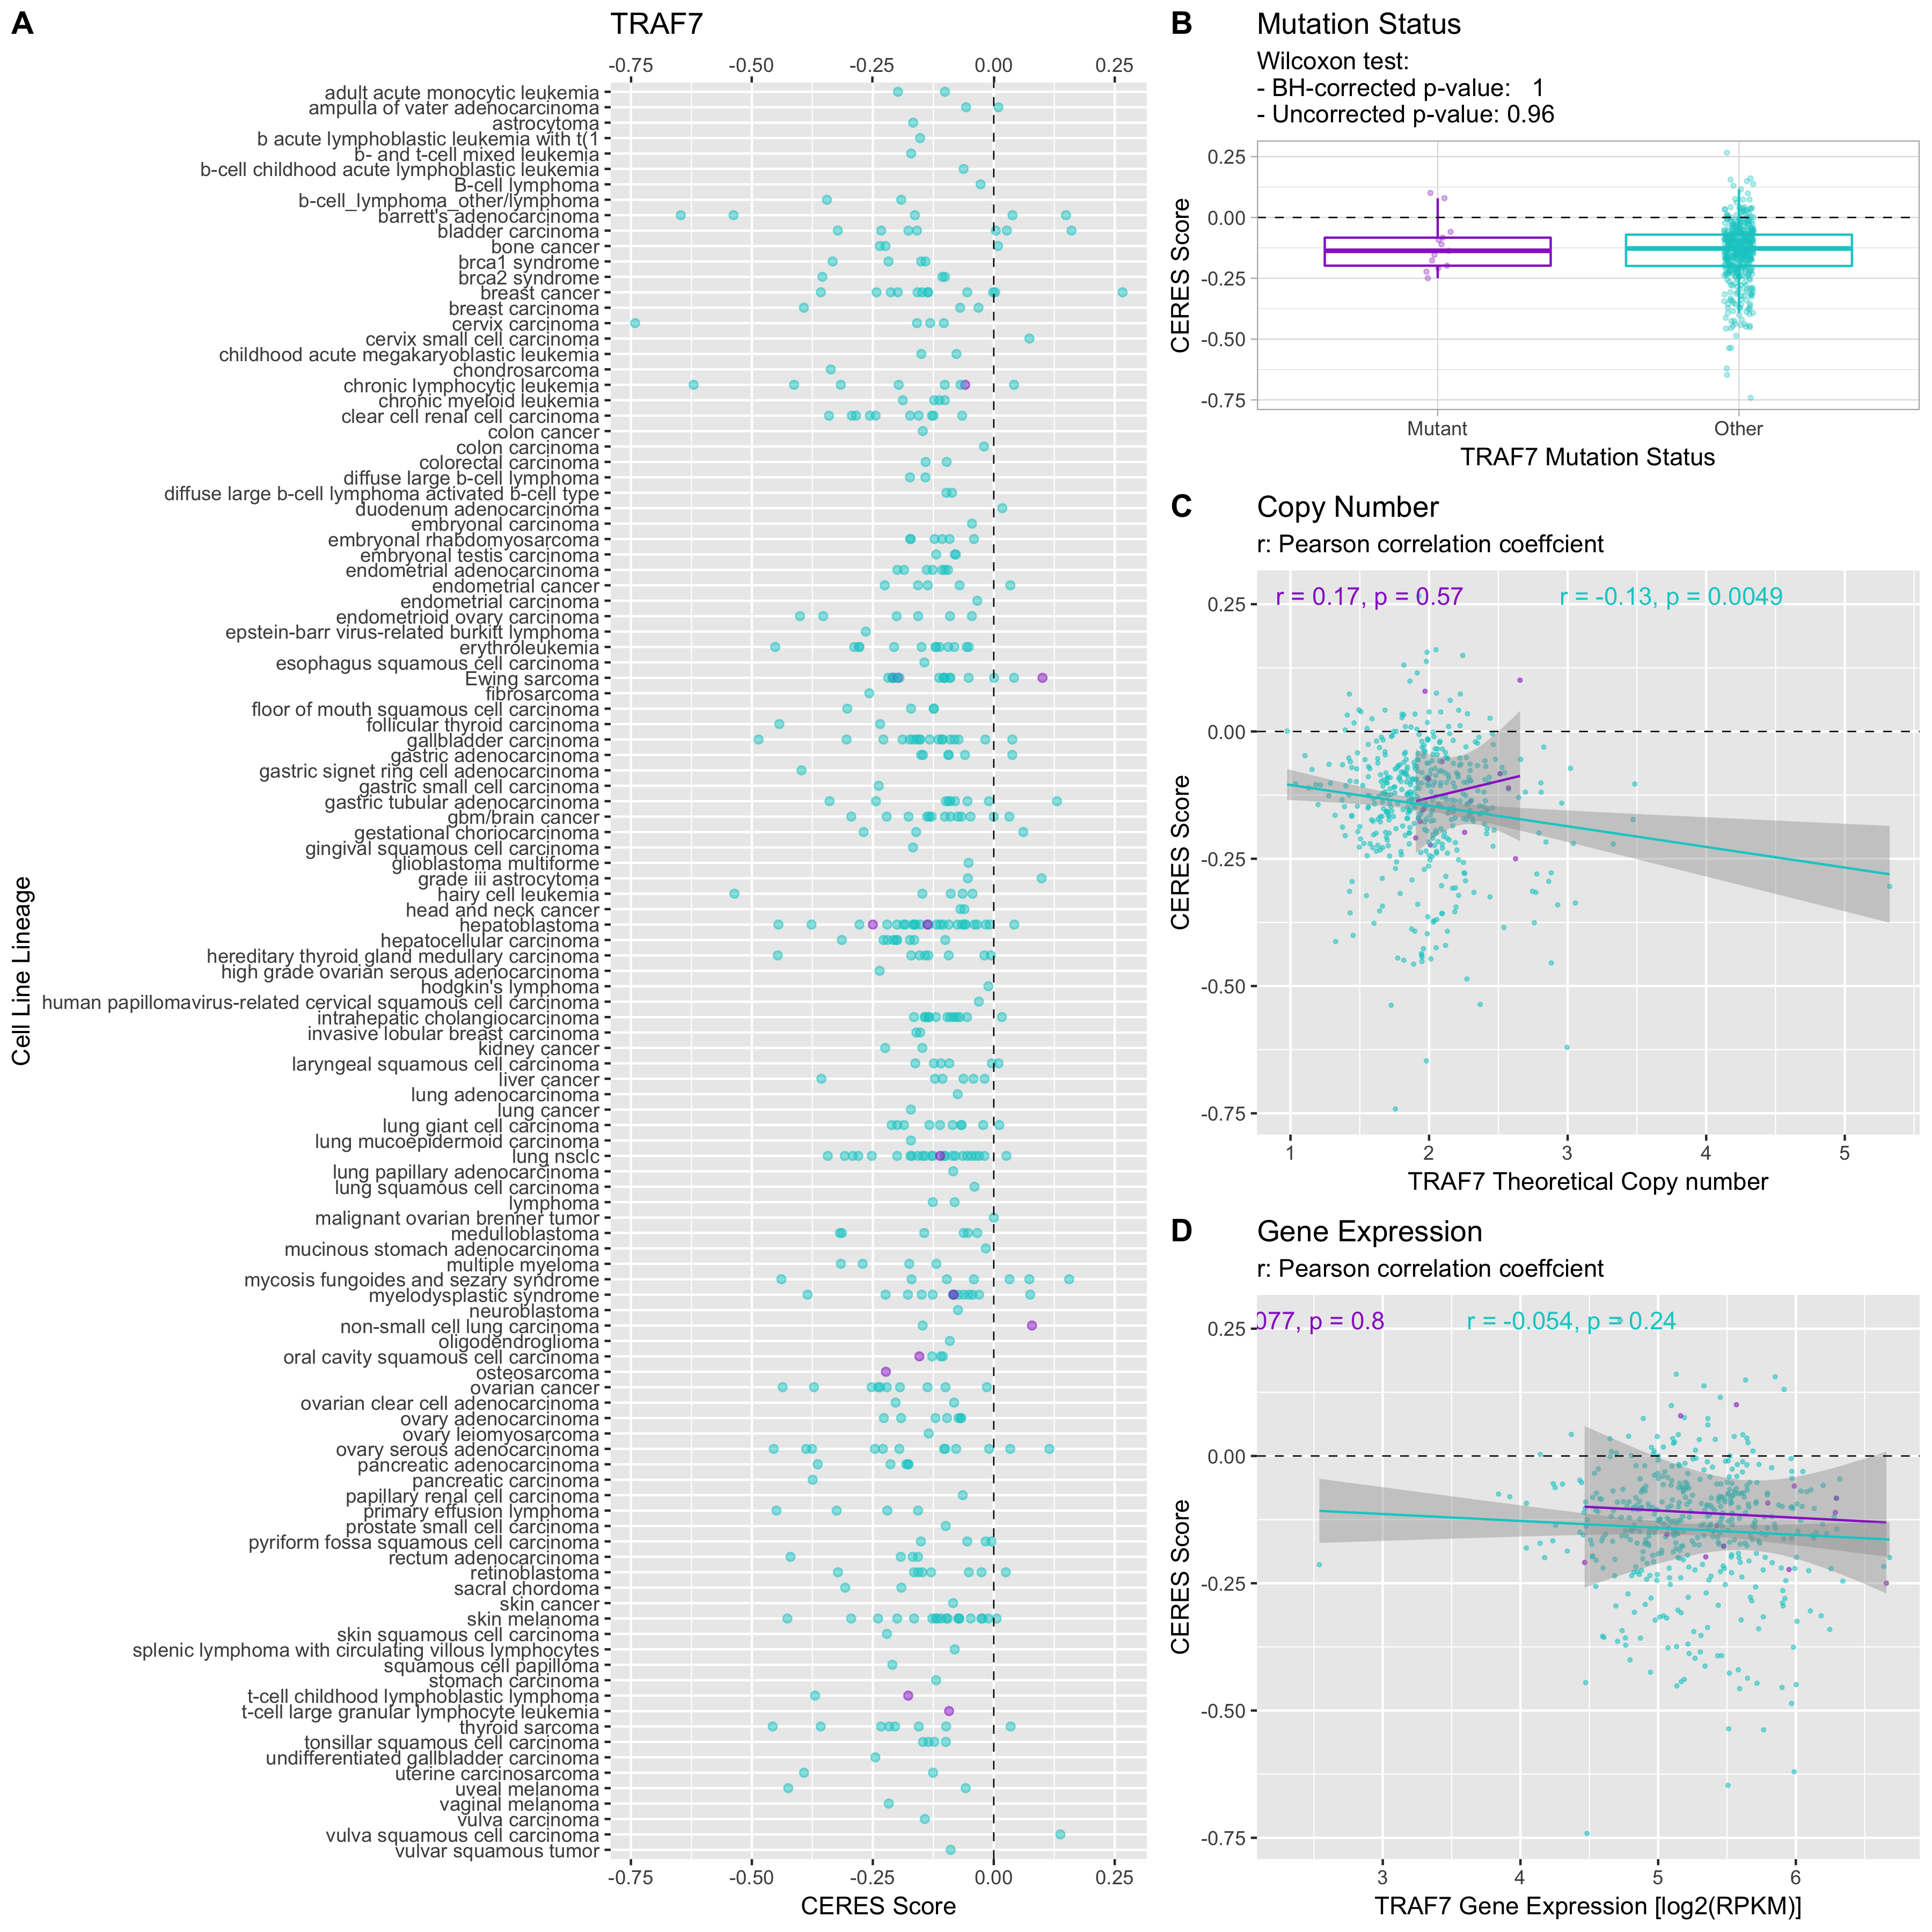 A
TRAF7
-0.75 -0.50 -0.25 0.00 0.25
Cell Line Lineage
adult acute monocytic leukemia
ampulla of vater adenocarcinoma
astrocytoma
b acute lymphoblastic leukemia with t(1
b- and t-cell mixed leukemia
b-cell childhood acute lymphoblastic leukemia
B-cell lymphoma
b-cell_lymphoma_other/lymphoma
barrett's adenocarcinoma
bladder carcinoma
bone cancer
brca1 syndrome
brca2 syndrome
breast cancer
breast carcinoma
cervix carcinoma
cervix small cell carcinoma
childhood acute megakaryoblastic leukemia
chondrosarcoma
chronic lymphocytic leukemia
chronic myeloid leukemia
clear cell renal cell carcinoma
colon cancer
colon carcinoma
colorectal carcinoma
diffuse large b-cell lymphoma
diffuse large b-cell lymphoma activated b-cell type
duodenum adenocarcinoma
embryonal carcinoma
embryonal rhabdomyosarcoma
embryonal testis carcinoma
endometrial adenocarcinoma
endometrial cancer
endometrial carcinoma
endometrioid ovary carcinoma
epstein-barr virus-related burkitt lymphoma
erythroleukemia
esophagus squamous cell carcinoma
Ewing sarcoma
fibrosarcoma
floor of mouth squamous cell carcinoma
follicular thyroid carcinoma
gallbladder carcinoma
gastric adenocarcinoma
gastric signet ring cell adenocarcinoma
gastric small cell carcinoma
gastric tubular adenocarcinoma
gbm/brain cancer
gestational choriocarcinoma
gingival squamous cell carcinoma
glioblastoma multiforme
grade iii astrocytoma
hairy cell leukemia
head and neck cancer
hepatoblastoma
hepatocellular carcinoma
hereditary thyroid gland medullary carcinoma
high grade ovarian serous adenocarcinoma
hodgkin's lymphoma
human papillomavirus-related cervical squamous cell carcinoma
intrahepatic cholangiocarcinoma
invasive lobular breast carcinoma
kidney cancer
laryngeal squamous cell carcinoma
liver cancer
lung adenocarcinoma
lung cancer
lung giant cell carcinoma
lung mucoepidermoid carcinoma
lung nsclc
lung papillary adenocarcinoma
lung squamous cell carcinoma
lymphoma
malignant ovarian brenner tumor
medulloblastoma
mucinous stomach adenocarcinoma
multiple myeloma
mycosis fungoides and sezary syndrome
myelodysplastic syndrome
neuroblastoma
non-small cell lung carcinoma
oligodendroglioma
oral cavity squamous cell carcinoma
osteosarcoma
ovarian cancer
ovarian clear cell adenocarcinoma
ovary adenocarcinoma
ovary leiomyosarcoma
ovary serous adenocarcinoma
pancreatic adenocarcinoma
pancreatic carcinoma
papillary renal cell carcinoma
primary effusion lymphoma
prostate small cell carcinoma
pyriform fossa squamous cell carcinoma
rectum adenocarcinoma
retinoblastoma
sacral chordoma
skin cancer
skin melanoma
skin squamous cell carcinoma
splenic lymphoma with circulating villous lymphocytes
squamous cell papilloma
stomach carcinoma
t-cell childhood lymphoblastic lymphoma
t-cell large granular lymphocyte leukemia
thyroid sarcoma
tonsillar squamous cell carcinoma
undifferentiated gallbladder carcinoma
uterine carcinosarcoma
uveal melanoma
vaginal melanoma
vulva carcinoma
vulva squamous cell carcinoma
vulvar squamous tumor
-0.75 -0.50 -0.25 0.00 0.25
CERES Score
B
Mutation Status
Wilcoxon test:
- BH-corrected p-value: 1
- Uncorrected p-value: 0.96
CERES Score
0.25
0.00
-0.25
-0.50
-0.75
Mutant Other
TRAF7 Mutation Status
C
Copy Number
r: Pearson correlation coeffcient
r = 0.17, p = 0.57 r = -0.13, p = 0.0049
CERES Score
0.25
0.00
-0.25
-0.50
-0.75
1 2 3 4 5
TRAF7 Theoretical Copy number
D
Gene Expression
r: Pearson correlation coeffcient
077, p = 0.8 r = -0.054, p = 0.24
CERES Score
0.25
0.00
-0.25
-0.50
-0.75
3 4 5 6
TRAF7 Gene Expression [log2(RPKM)]